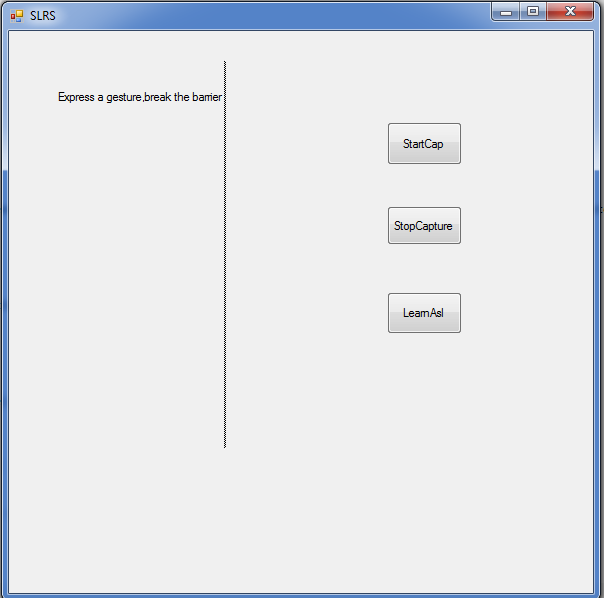 SLRS
Express a gesture,break the barrier
StartCap
StopCapture
LearnAsl